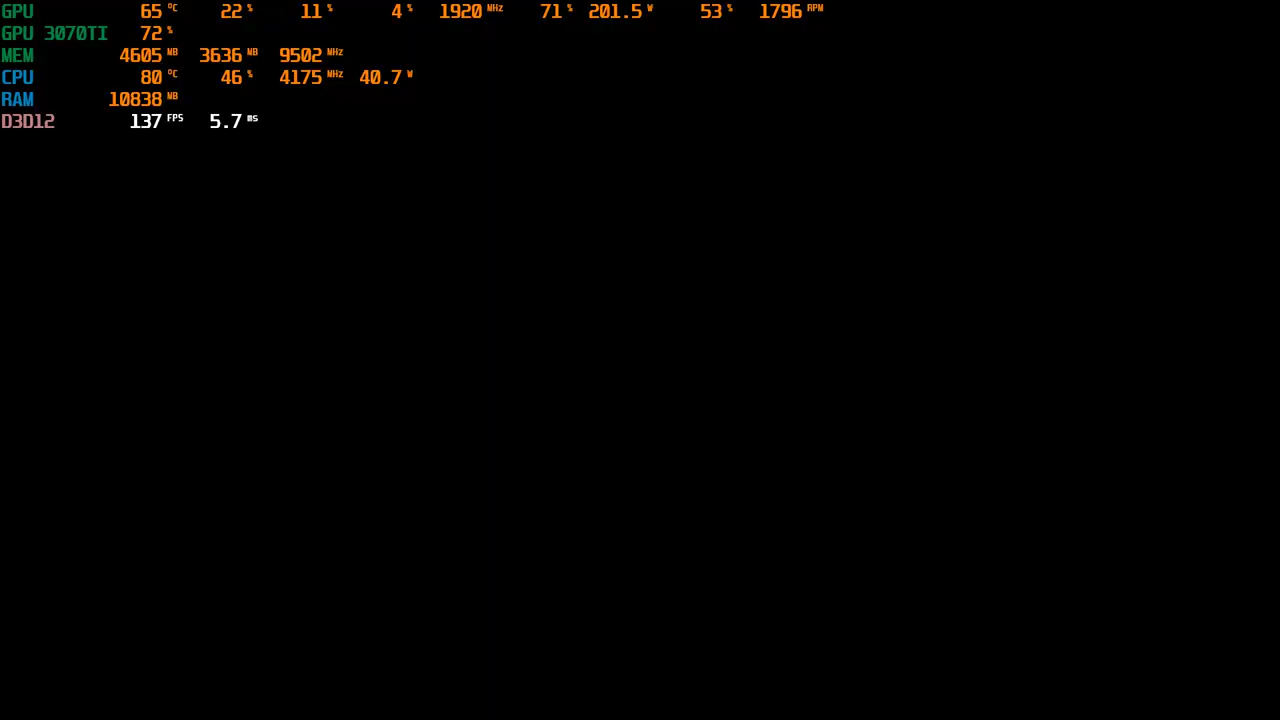 GPU 65 °C 22 % 11 % 4 % 1920 MHz 71 % 201.5 W 53 % 1796 RPM
GPU 3070TI 72 %
MEM 4605 MB 3636 MB 9502 MHz
CPU 80 °C 46 % 4175 MHz 40.7 W
RAM 10838 MB
D3D12 137 FPS 5.7 ms